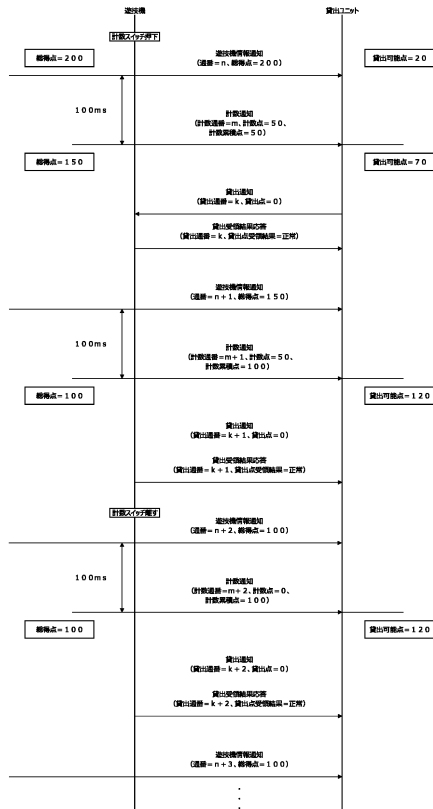 遊技機
貸出ユニット
計数スイッチ押下
総得点=200
遊技機情報通知
(通番=n、総得点=200)
貸出可能点=20
100ms
計数通知
(計数通番=m、計数点=50、
計数累積点=50)
総得点=150
貸出可能点=70
貸出通知
(貸出通番=k、貸出点=0)
貸出受領結果応答
(貸出通番=k、貸出点受領結果=正常)
遊技機情報通知
(通番=n+1、総得点=150)
100ms
計数通知
(計数通番=m+1、計数点=50、
計数累積点=100)
総得点=100
貸出可能点=120
貸出通知
(貸出通番=k+1、貸出点=0)
貸出受領結果応答
(貸出通番=k+1、貸出点受領結果=正常)
計数スイッチ離す
遊技機情報通知
(通番=n+2、総得点=100)
100ms
計数通知
(計数通番=m+2、計数点=0、
計数累積点=100)
総得点=100
貸出可能点=120
貸出通知
(貸出通番=k+2、貸出点=0)
貸出受領結果応答
(貸出通番=k+2、貸出点受領結果=正常)
遊技機情報通知
(通番=n+3、総得点=100)